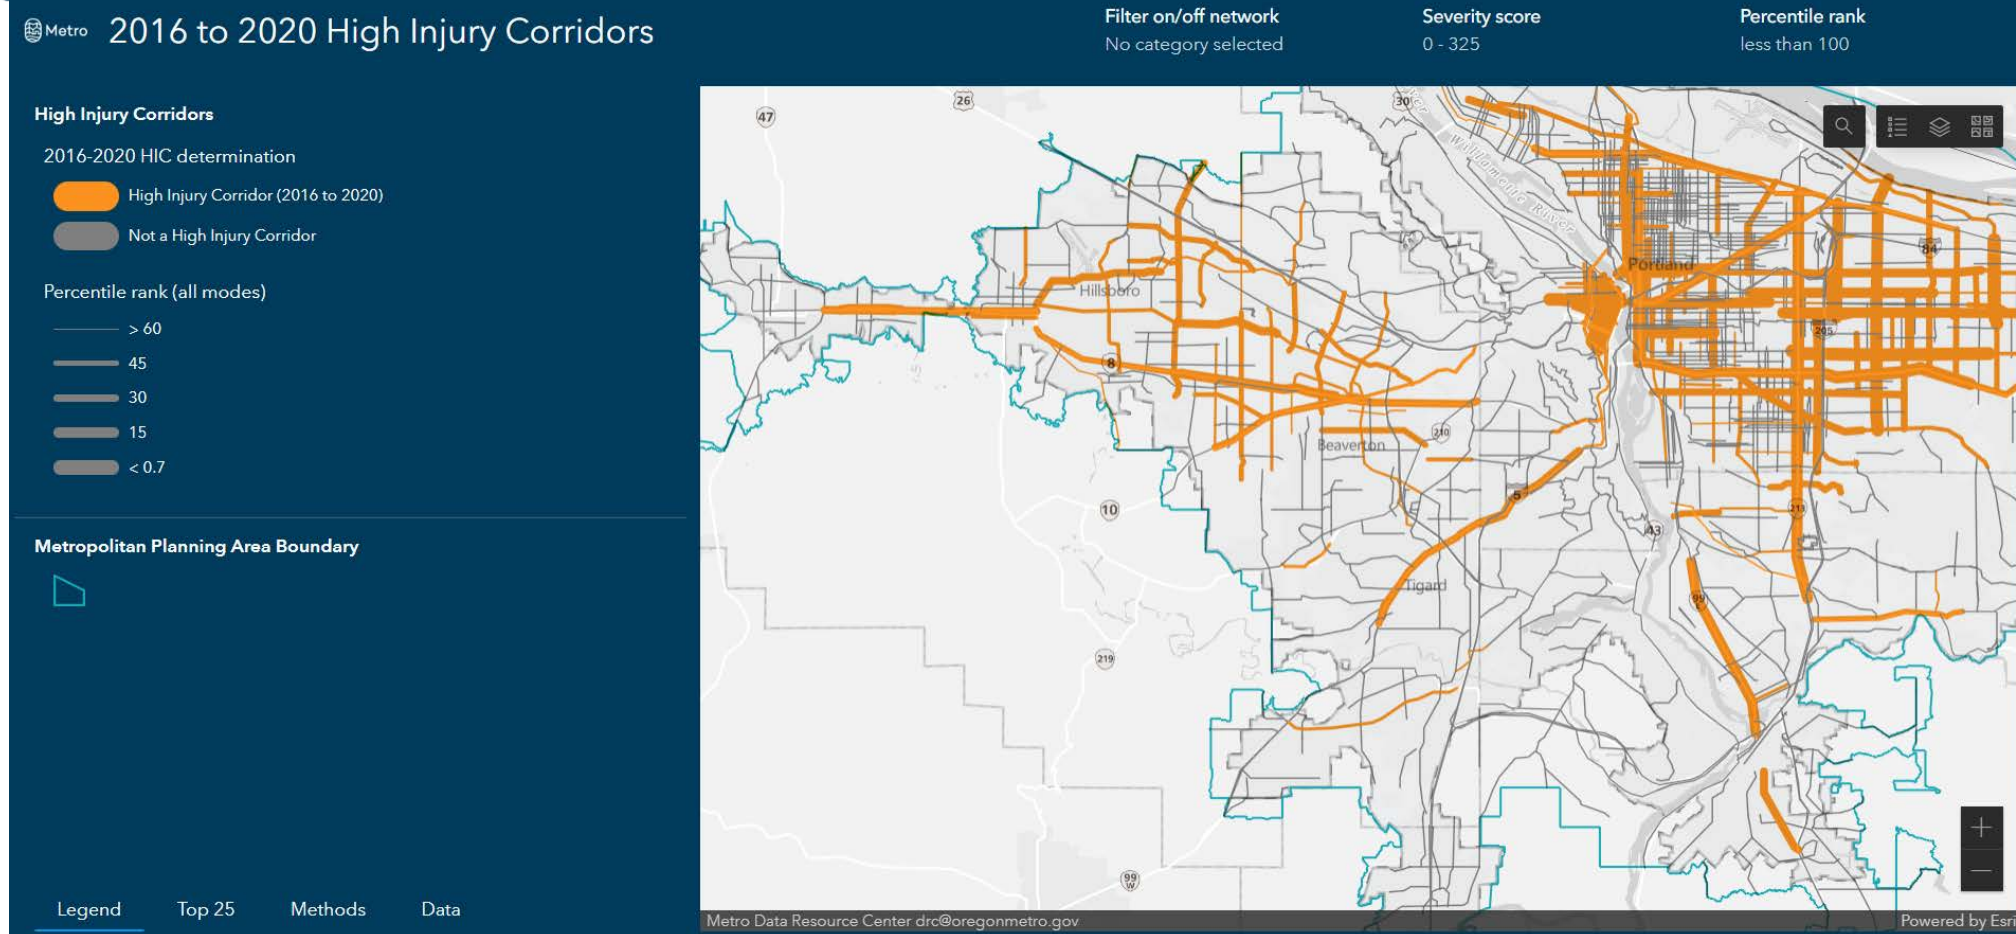 Metro
2016 to 2020 High Injury Corridors
Filter on/off network
No category selected
Severity score
0 - 325
Percentile rank
less than 100
High Injury Corridors
2016-2020 HIC determination
High Injury Corridor (2016 to 2020)
Not a High Injury Corridor
Percentile rank (all modes)
> 60
45
30
15
< 0.7
Metropolitan Planning Area Boundary
Legend
Top 25
Methods
Data
47
26
30
Willamette River
84
Portland
Hillsboro
205
8
210
Beaverton
5
10
213
43
Tigard
99
E
219
99
W
+
−
Metro Data Resource Center drc@oregonmetro.gov
Powered by Esri